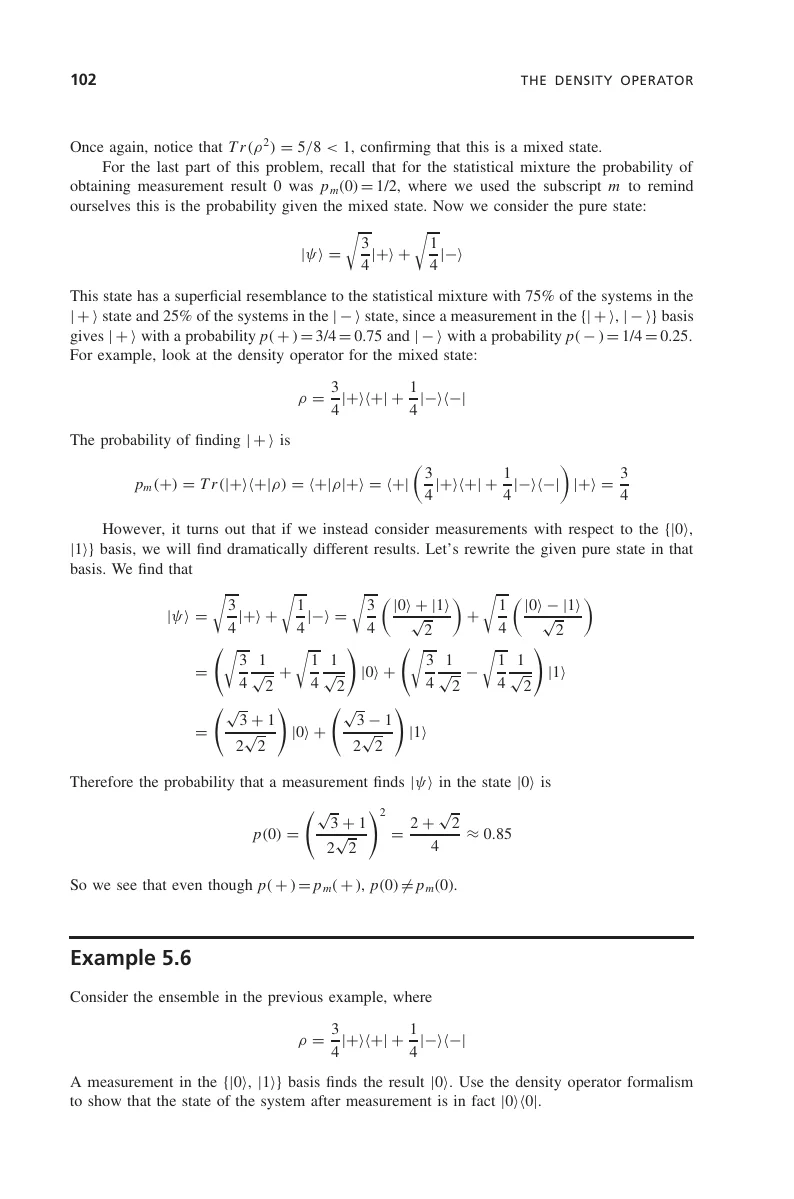 102 THE DENSITY OPERATOR
Once again, notice that Tr(ρ²) = 5/8 < 1, confirming that this is a mixed state.
For the last part of this problem, recall that for the statistical mixture the probability of
obtaining measurement result 0 was pₘ(0) = 1/2, where we used the subscript m to remind
ourselves this is the probability given the mixed state. Now we consider the pure state:
|ψ⟩ = √(3/4)|+⟩ + √(1/4)|−⟩
This state has a superficial resemblance to the statistical mixture with 75% of the systems in the
| + ⟩ state and 25% of the systems in the | − ⟩ state, since a measurement in the {| + ⟩, | − ⟩} basis
gives | + ⟩ with a probability p( + ) = 3/4 = 0.75 and | − ⟩ with a probability p( − ) = 1/4 = 0.25.
For example, look at the density operator for the mixed state:
ρ = 3/4|+⟩⟨+| + 1/4|−⟩⟨−|
The probability of finding | + ⟩ is
pₘ(+) = Tr(|+⟩⟨+|ρ) = ⟨+|ρ|+⟩ = ⟨+| (3/4|+⟩⟨+| + 1/4|−⟩⟨−|) |+⟩ = 3/4
However, it turns out that if we instead consider measurements with respect to the {|0⟩,
|1⟩} basis, we will find dramatically different results. Let's rewrite the given pure state in that
basis. We find that
|ψ⟩ = √(3/4)|+⟩ + √(1/4)|−⟩ = √(3/4) ((|0⟩ + |1⟩)/√2) + √(1/4) ((|0⟩ − |1⟩)/√2)
= (√(3/4) 1/√2 + √(1/4) 1/√2) |0⟩ + (√(3/4) 1/√2 − √(1/4) 1/√2) |1⟩
= ((√3 + 1)/(2√2)) |0⟩ + ((√3 − 1)/(2√2)) |1⟩
Therefore the probability that a measurement finds |ψ⟩ in the state |0⟩ is
p(0) = ((√3 + 1)/(2√2))² = (2 + √2)/4 ≈ 0.85
So we see that even though p( + ) = pₘ( + ), p(0) ≠ pₘ(0).
Example 5.6
Consider the ensemble in the previous example, where
ρ = 3/4|+⟩⟨+| + 1/4|−⟩⟨−|
A measurement in the {|0⟩, |1⟩} basis finds the result |0⟩. Use the density operator formalism
to show that the state of the system after measurement is in fact |0⟩⟨0|.